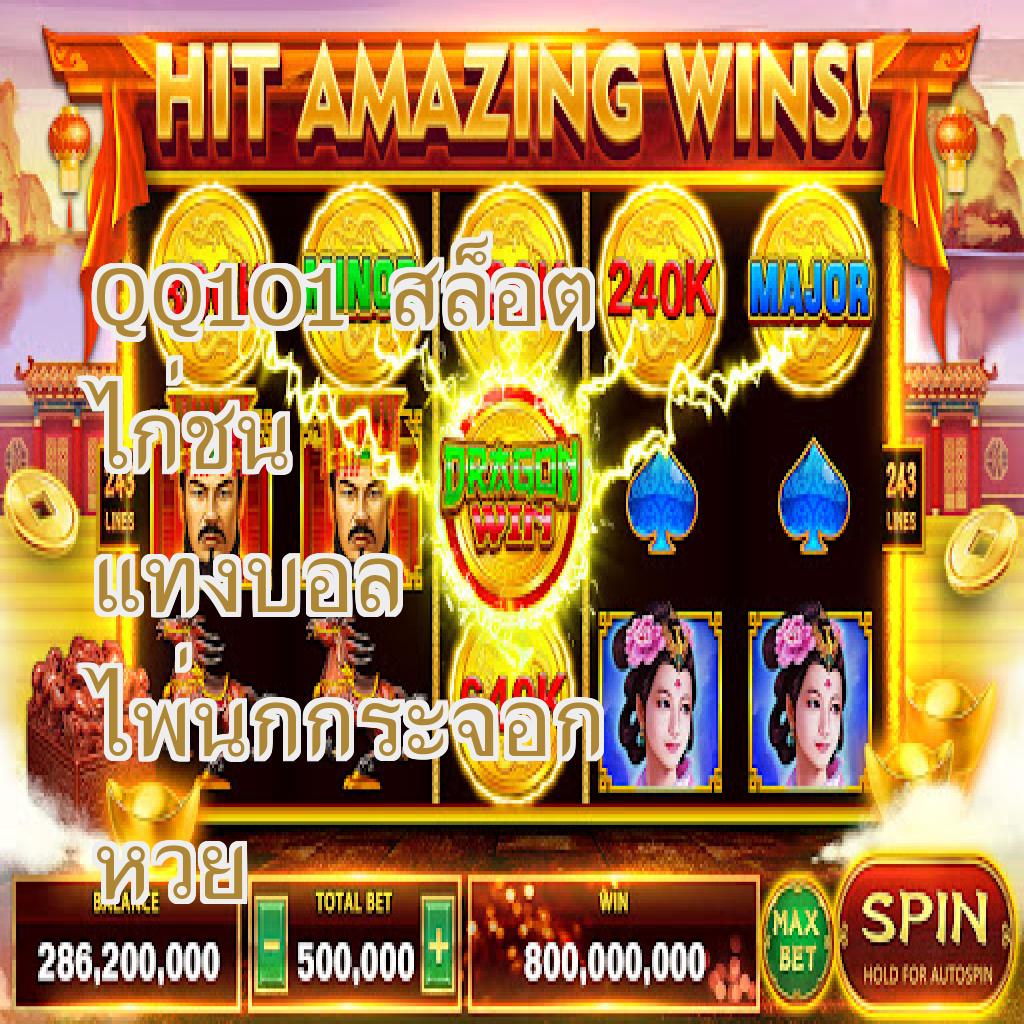 HIT AMAZING WINS!
240K MAJOR
QQ101 สล็อต
ไก่ชน
DRAGON
WIN
243
LINES
243
LINES
แทงบอล
ไพ่นกกระจอก
หวย
BALANCE TOTAL BET WIN
286,200,000 - 500,000 + 800,000,000
MAX
BET
SPIN
HOLD FOR AUTOSPIN